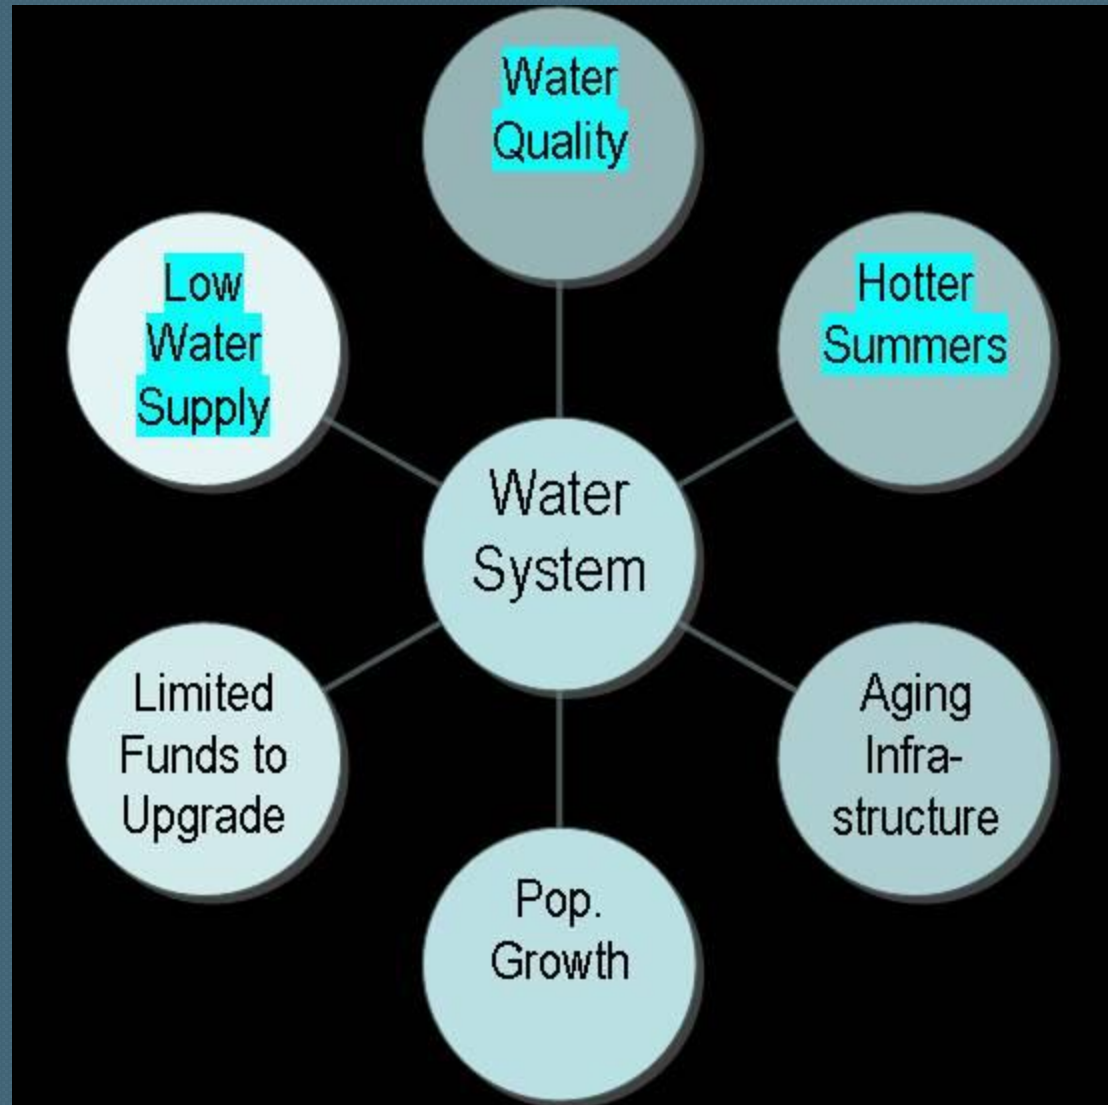 Water
Quality
Low
Water
Supply
Hotter
Summers
Water
System
Limited
Funds to
Upgrade
Aging
Infra-
structure
Pop.
Growth